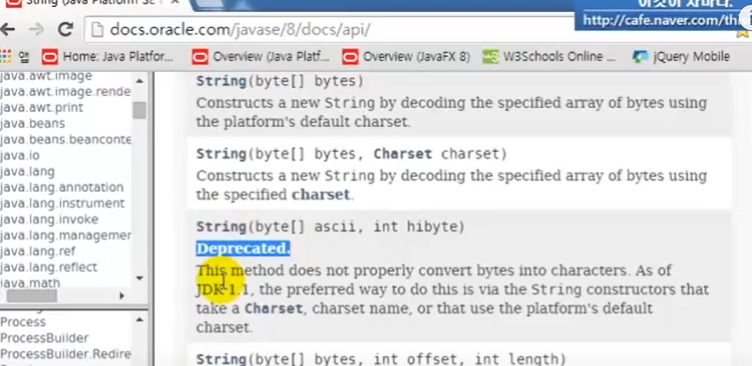 String (Java Platform SE
http://cafe.naver.com/th
docs.oracle.com/javase/8/docs/api/
앱 Home: Java Platfor... Overview (Java Platf... Overview (JavaFX 8) W3Schools Online ... jQuery Mobile
java.awt.image
java.awt.image.rende
java.awt.print
java.beans
java.beans.beanconte
java.io
java.lang
java.lang.annotation
java.lang.instrument
java.lang.invoke
java.lang.managemer
java.lang.ref
java.lang.reflect
java.math
Process
ProcessBuilder
ProcessBuilder.Redire
String(byte[] bytes)
Constructs a new String by decoding the specified array of bytes using
the platform's default charset.
String(byte[] bytes, Charset charset)
Constructs a new String by decoding the specified array of bytes using
the specified charset.
String(byte[] ascii, int hibyte)
Deprecated.
This method does not properly convert bytes into characters. As of
JDK 1.1, the preferred way to do this is via the String constructors that
take a Charset, charset name, or that use the platform's default
charset.
String(byte[] bytes, int offset, int length)